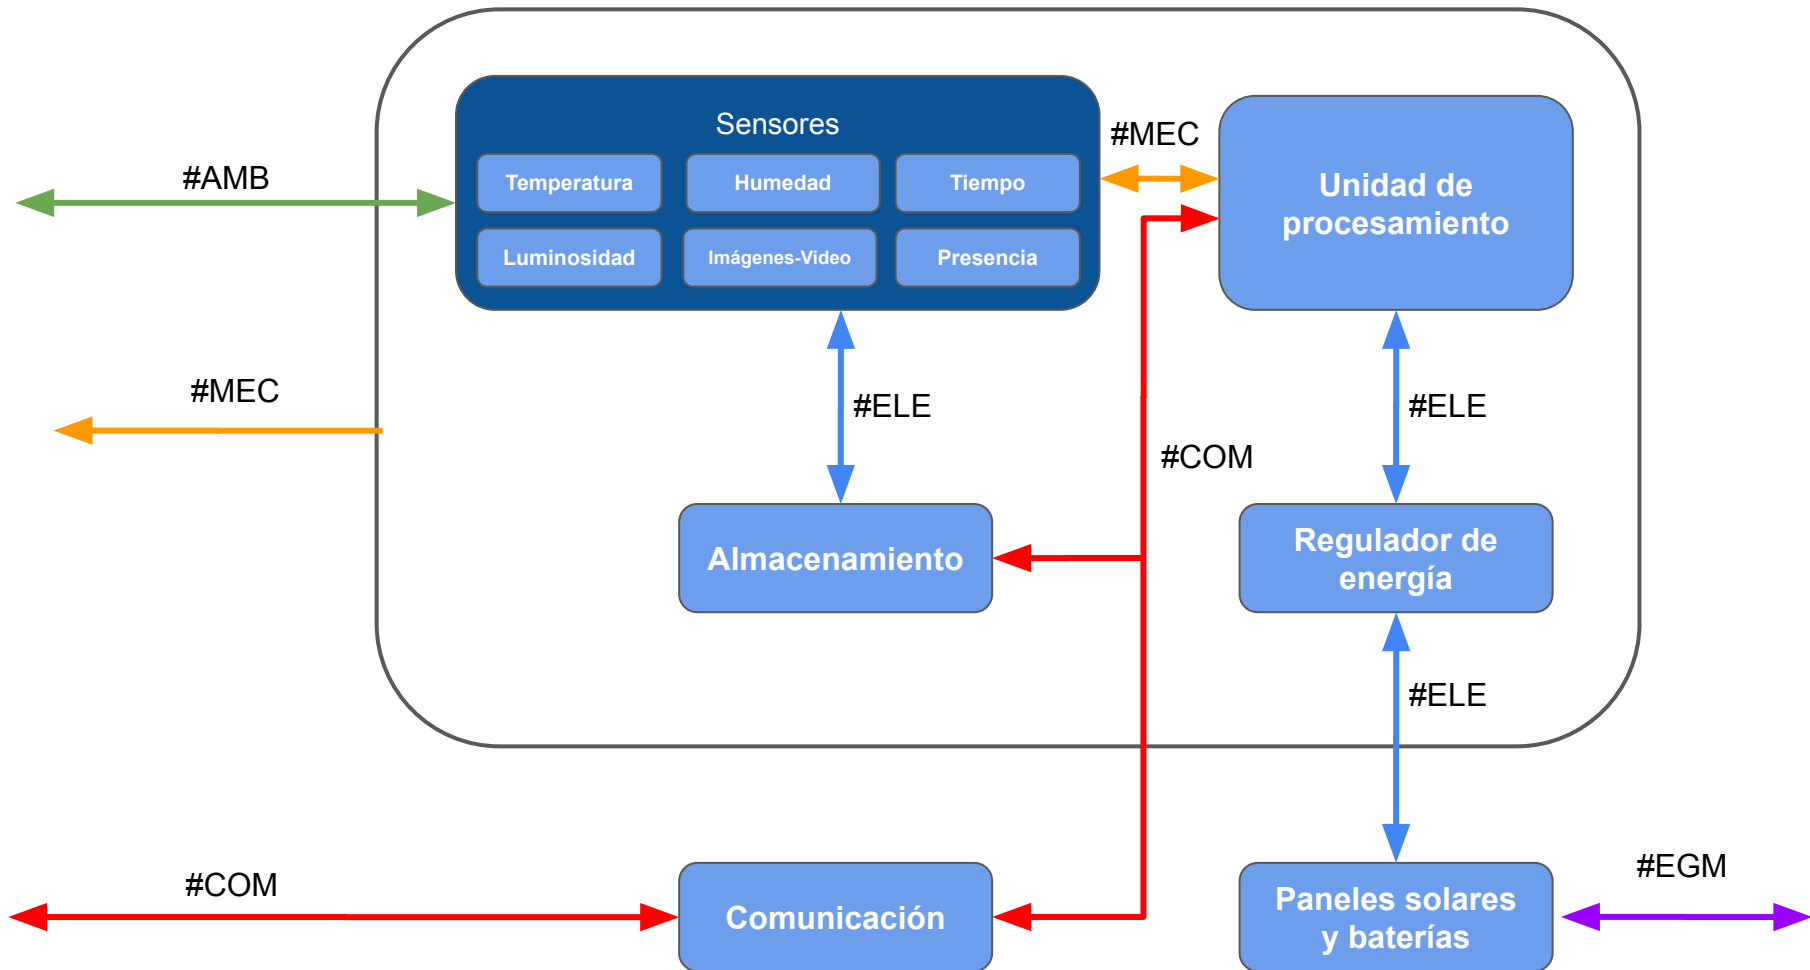 Sensores
#MEC
Temperatura
Humedad
Tiempo
Unidad de
procesamiento
#AMB
Luminosidad
Imágenes-Video
Presencia
#MEC
#ELE
#ELE
#COM
Almacenamiento
Regulador de
energía
#ELE
#COM
Comunicación
Paneles solares
y baterías
#EGM